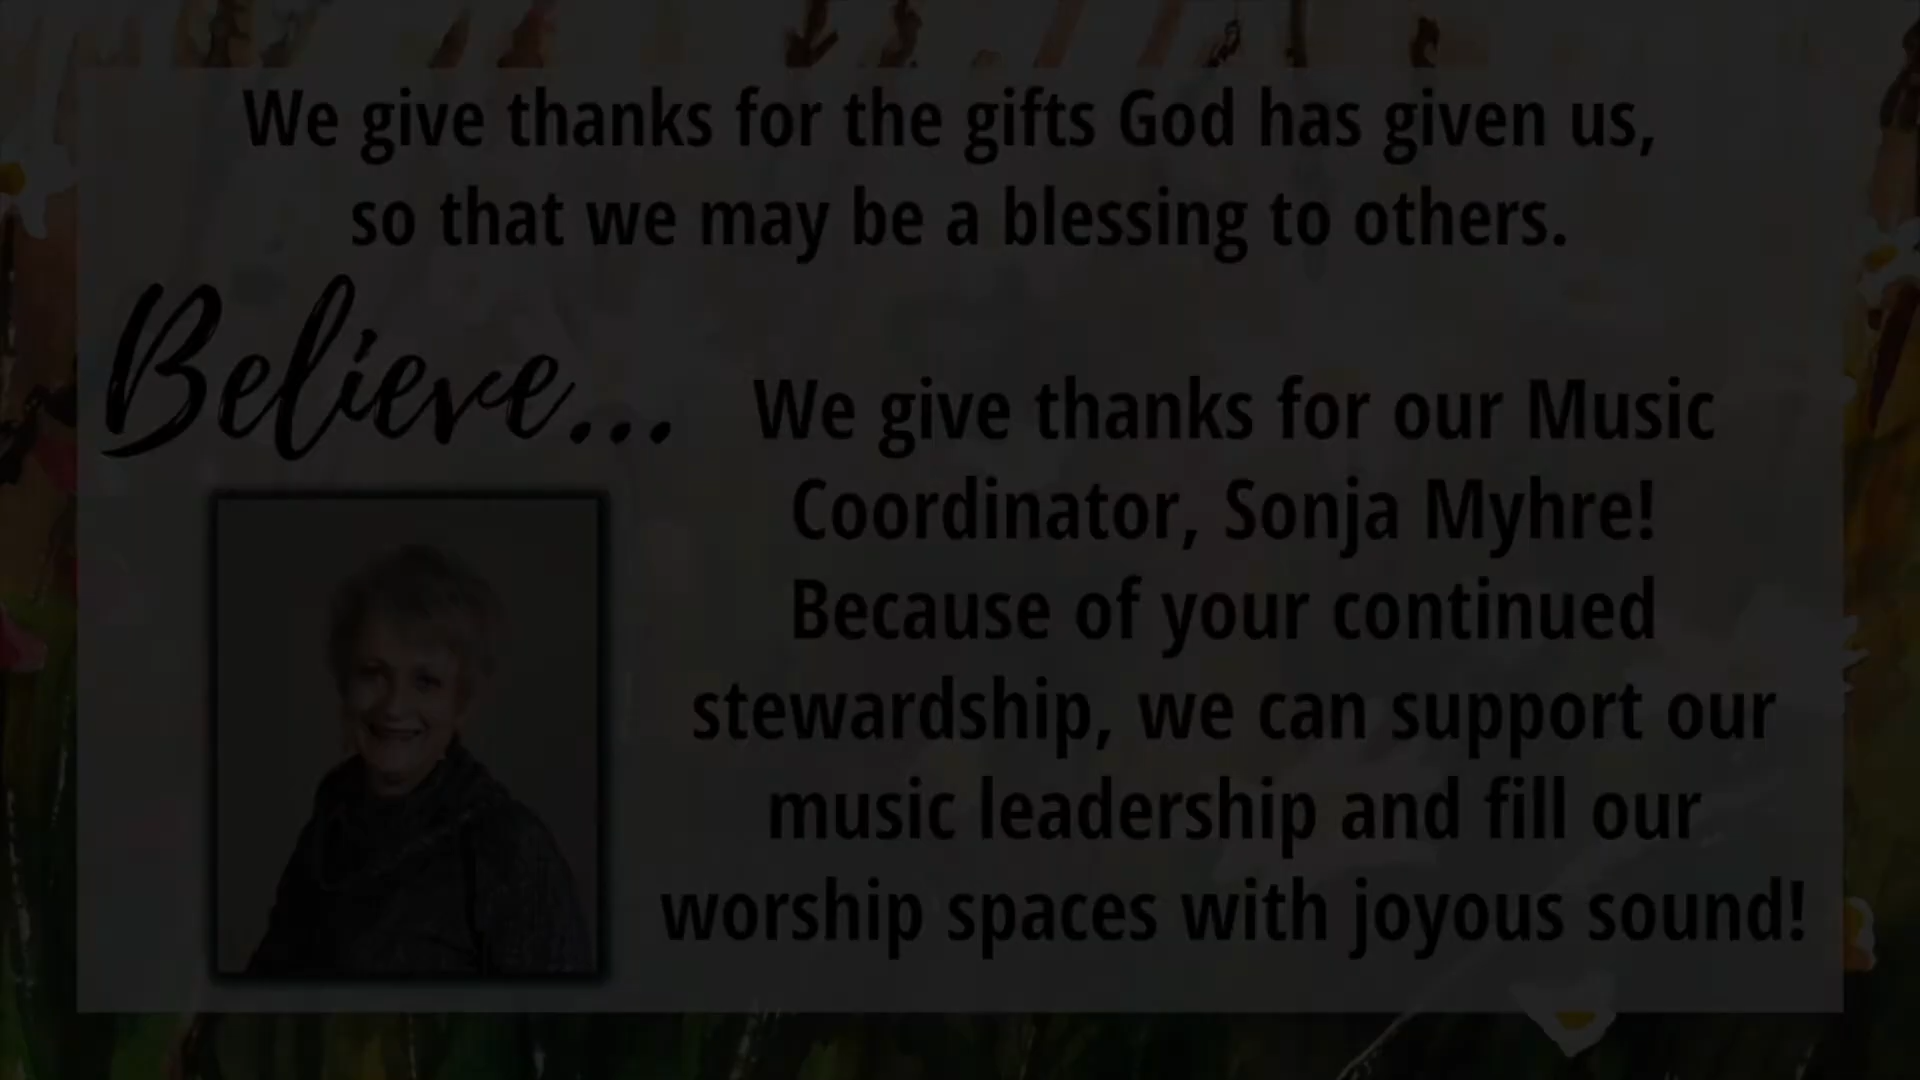 We give thanks for the gifts God has given us,
so that we may be a blessing to others.
Believe...
We give thanks for our Music
Coordinator, Sonja Myhre!
Because of your continued
stewardship, we can support our
music leadership and fill our
worship spaces with joyous sound!